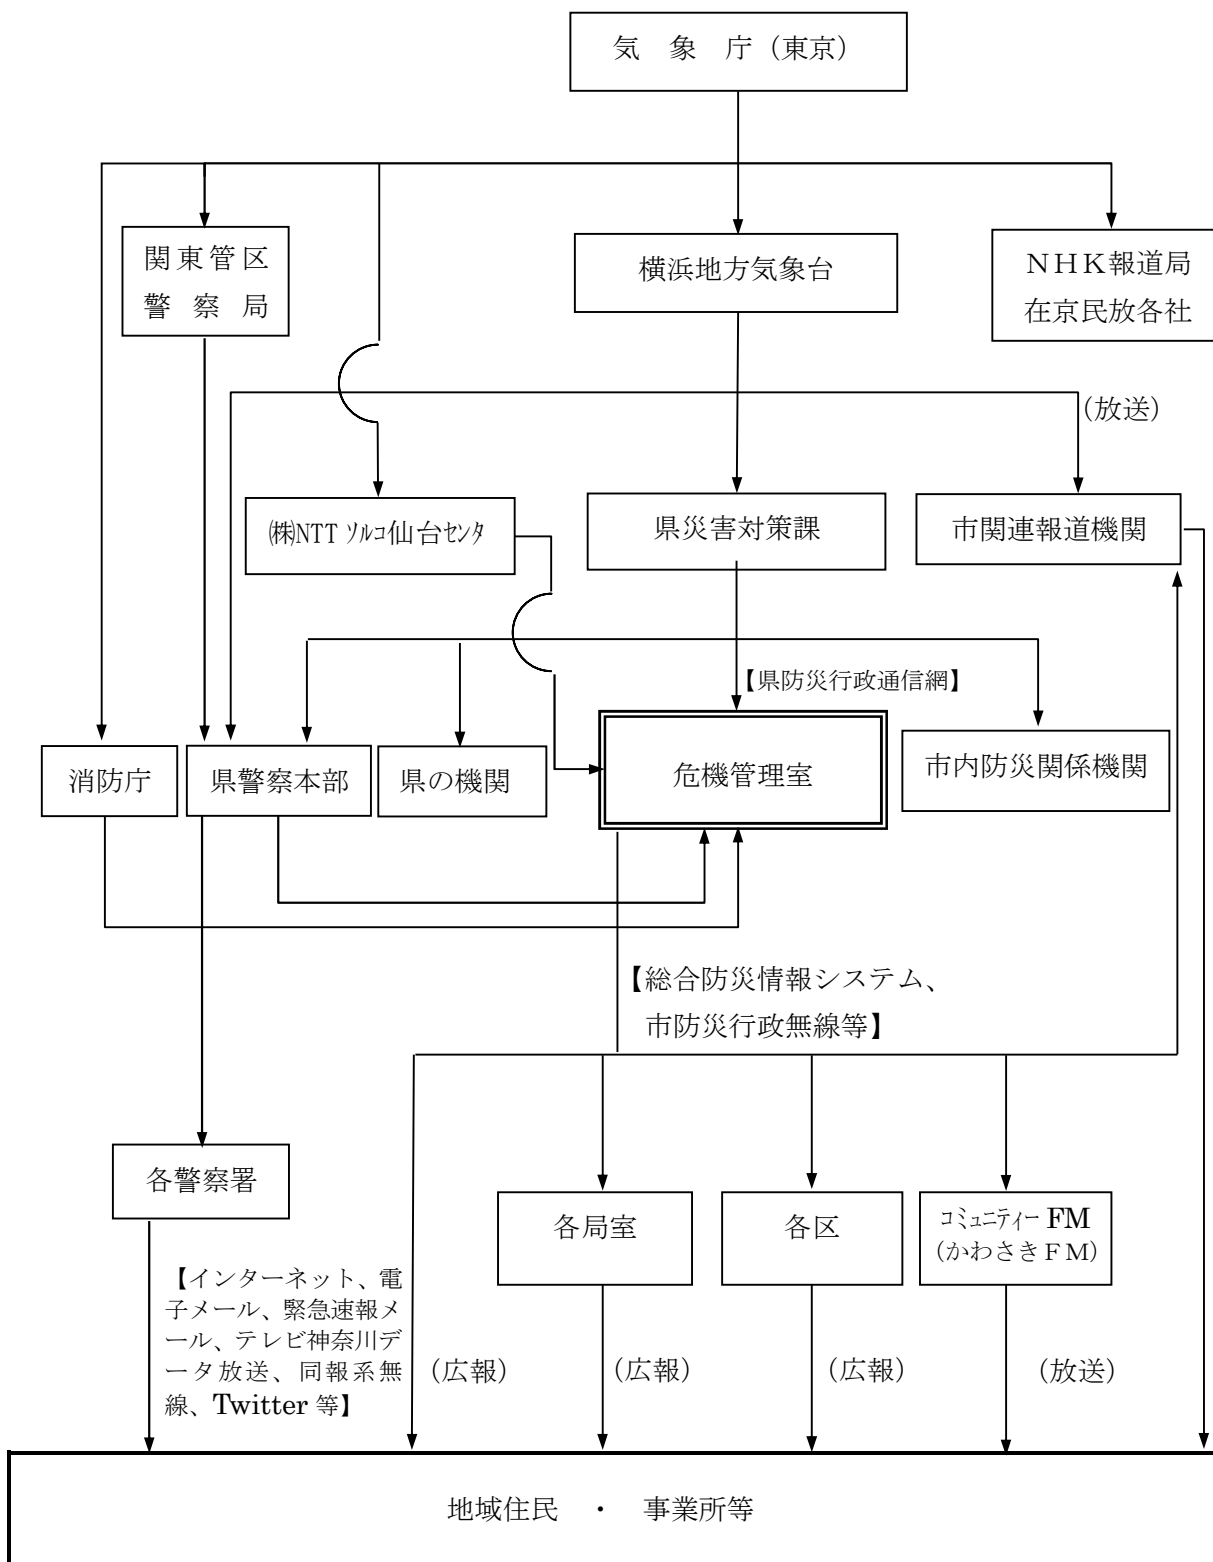 気　象　庁（東京）
関東管区
警 察 局
横浜地方気象台
ＮＨＫ報道局
在京民放各社
（放送）
㈱NTT ソルコ仙台センタ
県災害対策課
市関連報道機関
【県防災行政通信網】
消防庁
県警察本部
県の機関
危機管理室
市内防災関係機関
【総合防災情報システム、
市防災行政無線等】
各警察署
各局室
各区
コミュニティー FM
（かわさきＦＭ）
【インターネット、電
子メール、緊急速報メ
ール、テレビ神奈川デ
ータ放送、同報系無
線、Twitter 等】
（広報）
（広報）
（広報）
（放送）
地域住民　・　事業所等